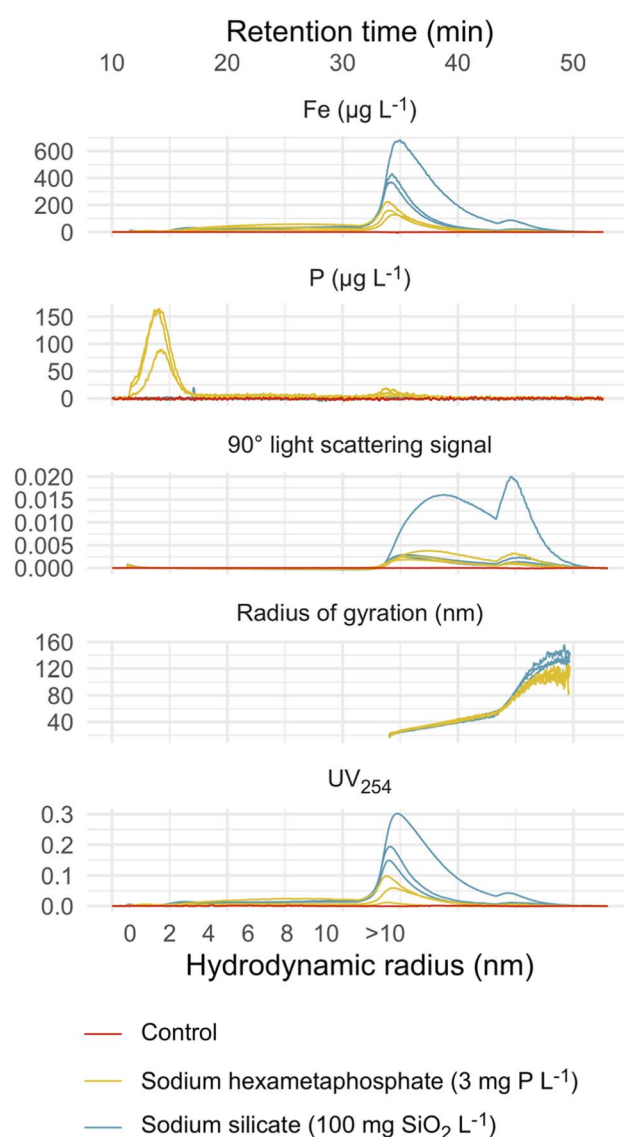 Retention time (min)
10 20 30 40 50
Fe (µg L-1)
600
400
200
0
P (µg L-1)
150
100
50
0
90° light scattering signal
0.020
0.015
0.010
0.005
0.000
Radius of gyration (nm)
160
120
80
40
UV254
0.3
0.2
0.1
0.0
0 2 4 6 8 10 >10
Hydrodynamic radius (nm)
Control
Sodium hexametaphosphate (3 mg P L-1)
Sodium silicate (100 mg SiO2 L-1)